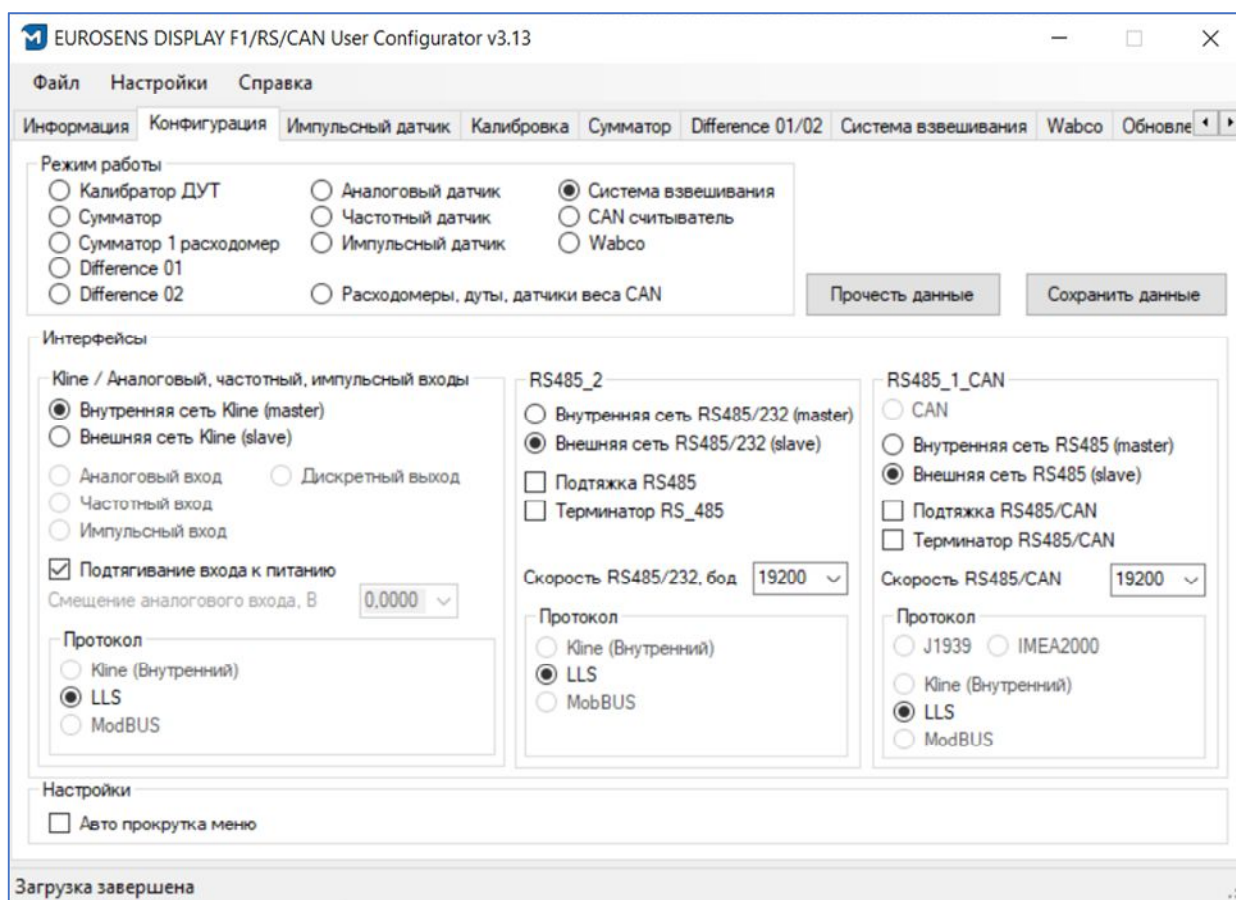 EUROSENS DISPLAY F1/RS/CAN User Configurator v3.13
Файл Настройки Справка
Информация Конфигурация Импульсный датчик Калибровка Сумматор Difference 01/02 Система взвешивания Wabco Обновле
Режим работы
Калибратор ДУТ Аналоговый датчик Система взвешивания
Сумматор Частотный датчик CAN считыватель
Сумматор 1 расходомер Импульсный датчик Wabco
Difference 01
Difference 02 Расходомеры, дуты, датчики веса CAN
Прочесть данные Сохранить данные
Интерфейсы
Kline / Аналоговый, частотный, импульсный входы
Внутренняя сеть Kline (master)
Внешняя сеть Kline (slave)
Аналоговый вход Дискретный выход
Частотный вход
Импульсный вход
Подтягивание входа к питанию
Смещение аналогового входа, В 0,0000
Протокол
Kline (Внутренний)
LLS
ModBUS
RS485_2
Внутренняя сеть RS485/232 (master)
Внешняя сеть RS485/232 (slave)
Подтяжка RS485
Терминатор RS_485
Скорость RS485/232, бод 19200
Протокол
Kline (Внутренний)
LLS
MobBUS
RS485_1_CAN
CAN
Внутренняя сеть RS485 (master)
Внешняя сеть RS485 (slave)
Подтяжка RS485/CAN
Терминатор RS485/CAN
Скорость RS485/CAN 19200
Протокол
J1939 IMEA2000
Kline (Внутренний)
LLS
ModBUS
Настройки
Авто прокрутка меню
Загрузка завершена